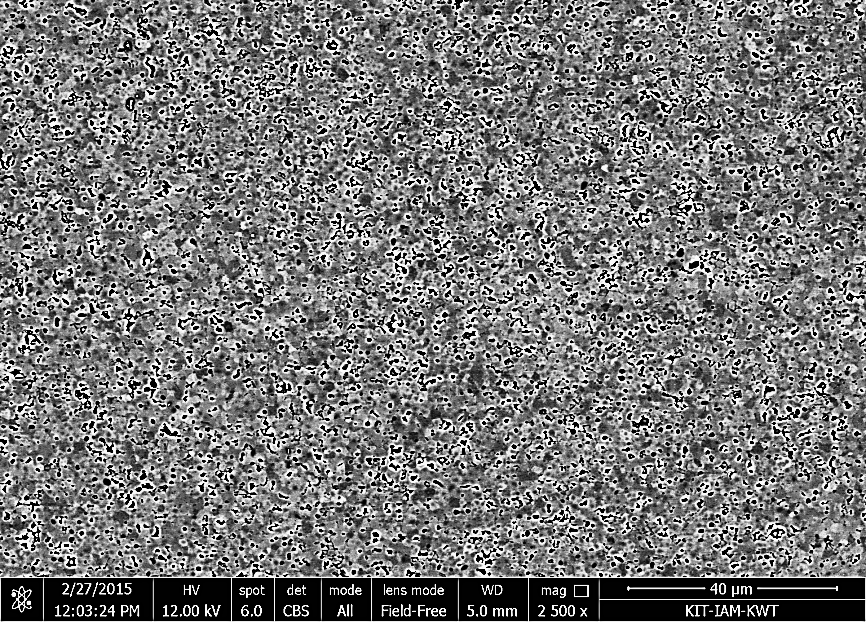 2/27/2015 HV spot det mode lens mode WD mag 40 µm
12:03:24 PM 12.00 kV 6.0 CBS All Field-Free 5.0 mm 2 500 x KIT-IAM-KWT